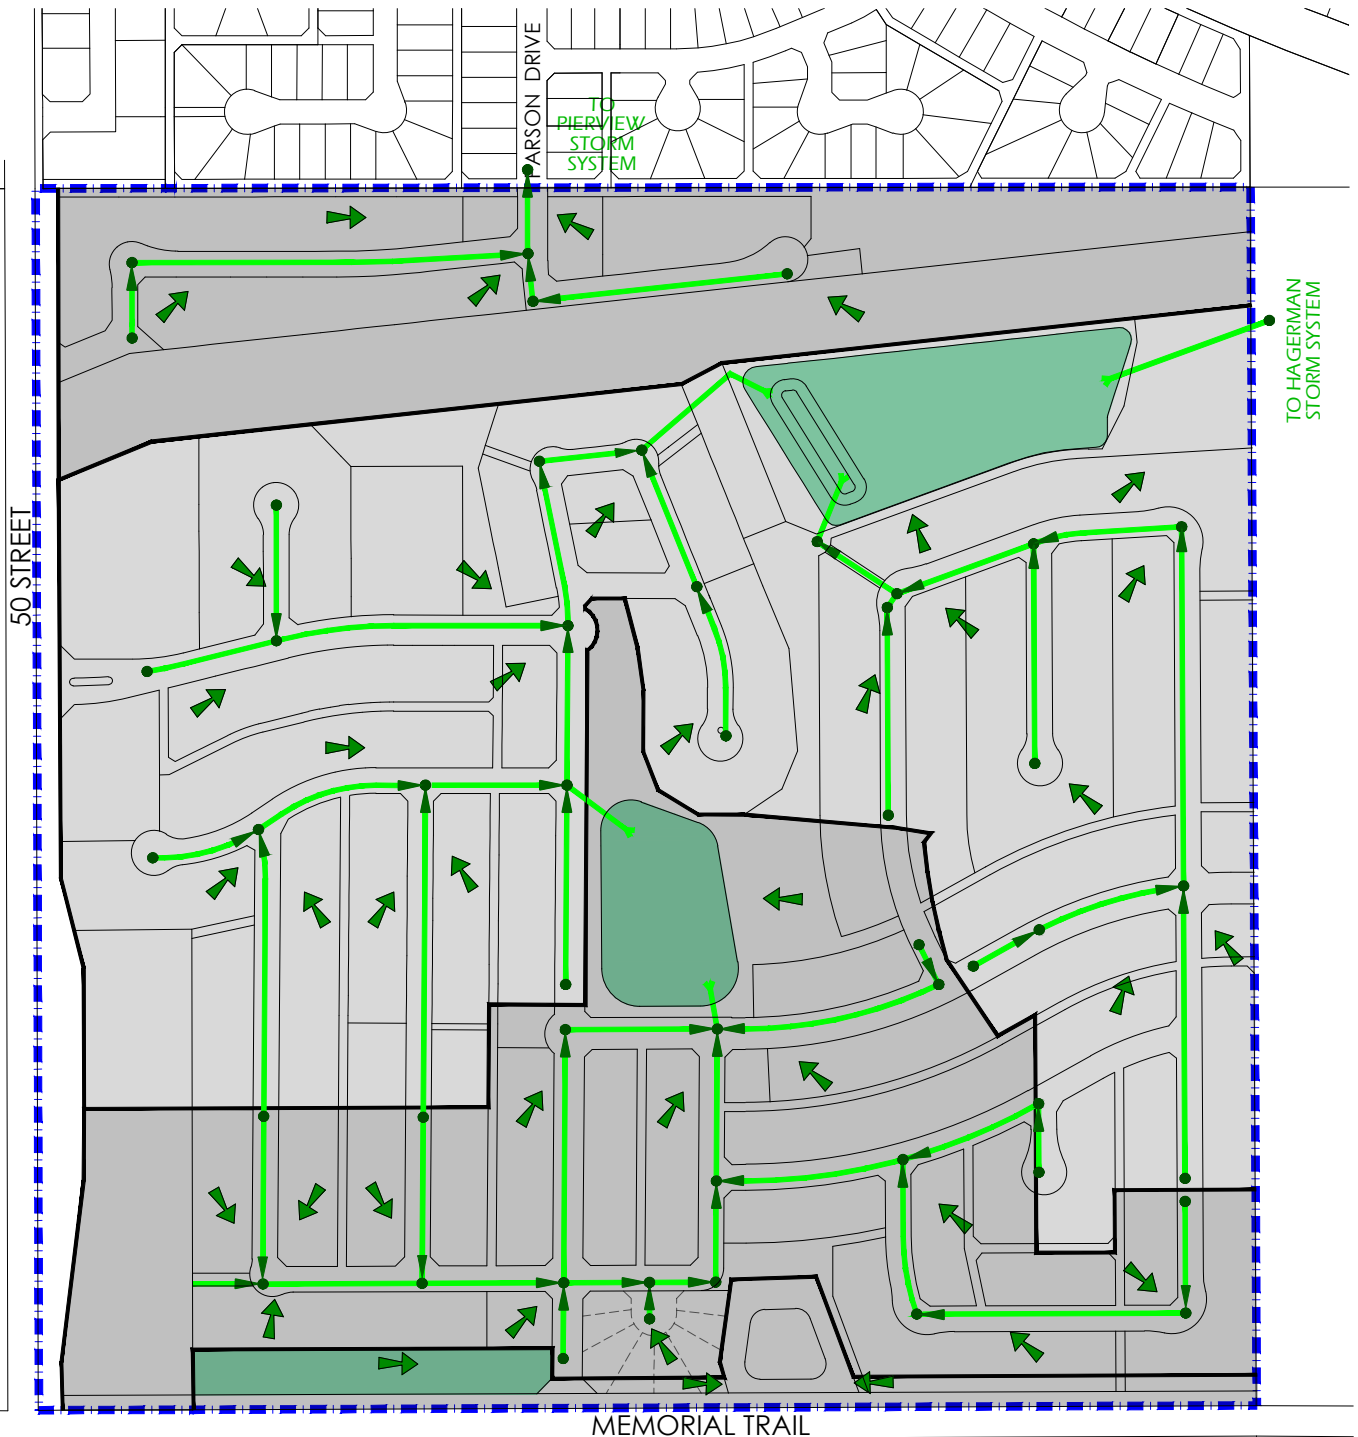 PARSON DRIVE
TO
PIERVIEW
STORM
SYSTEM
TO HAGERMAN
STORM SYSTEM
50 STREET
MEMORIAL TRAIL